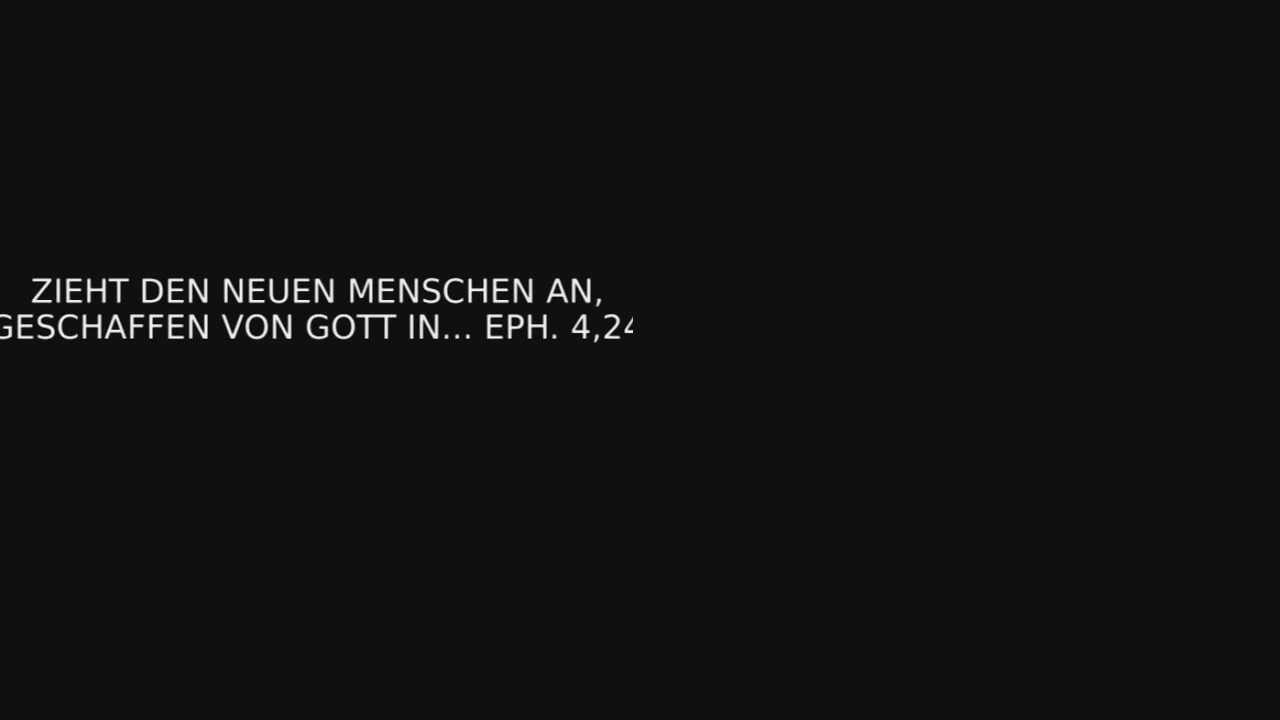 ZIEHT DEN NEUEN MENSCHEN AN,
GESCHAFFEN VON GOTT IN... EPH. 4,24